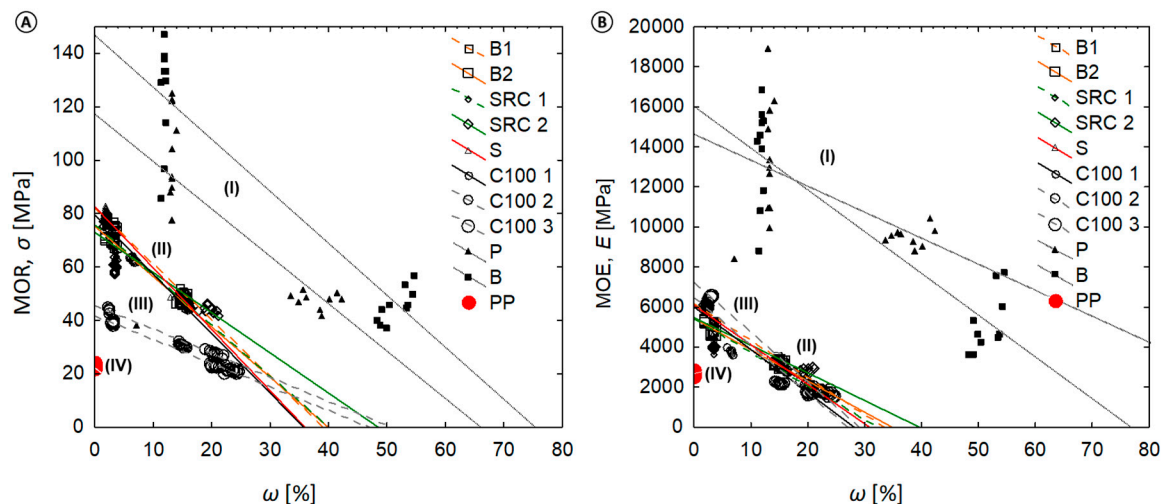 A
MOR, σ [MPa]
140
120
100
80
60
40
20
0
0 10 20 30 40 50 60 70 80
ω [%]
(I)
(II)
(III)
(IV)
B1
B2
SRC 1
SRC 2
S
C100 1
C100 2
C100 3
P
B
PP
B
MOE, E [MPa]
20000
18000
16000
14000
12000
10000
8000
6000
4000
2000
0
0 10 20 30 40 50 60 70 80
ω [%]
(I)
(III)
(II)
(IV)
B1
B2
SRC 1
SRC 2
S
C100 1
C100 2
C100 3
P
B
PP